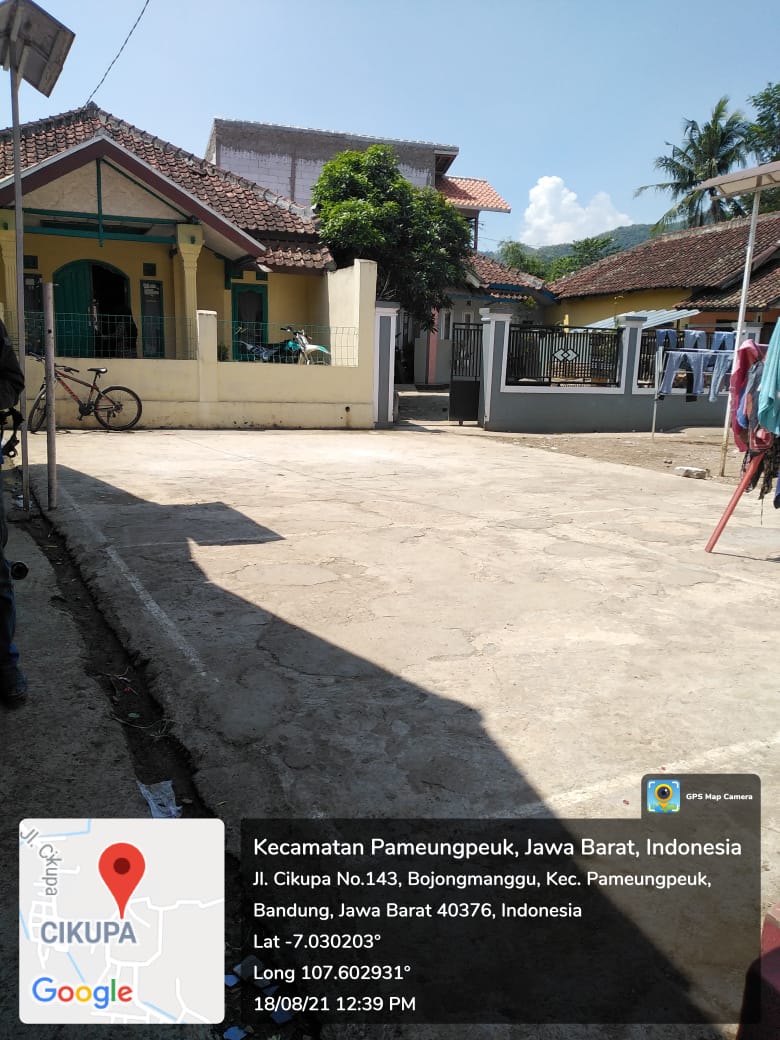 GPS Map Camera
Kecamatan Pameungpeuk, Jawa Barat, Indonesia
Jl. Cikupa No.143, Bojongmanggu, Kec. Pameungpeuk,
Bandung, Jawa Barat 40376, Indonesia
Lat -7.030203°
Long 107.602931°
18/08/21 12:39 PM
Jl. Cikupa
CIKUPA
Google